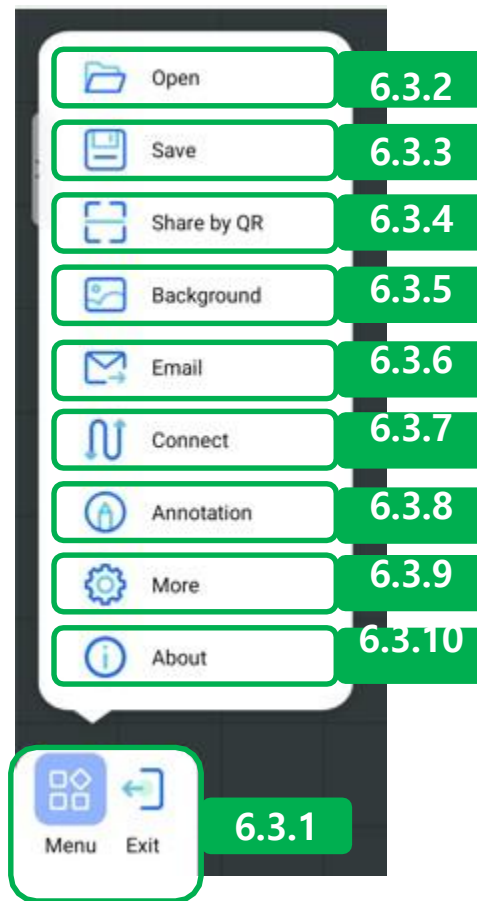 Open 6.3.2
Save 6.3.3
Share by QR 6.3.4
Background 6.3.5
Email 6.3.6
Connect 6.3.7
Annotation 6.3.8
More 6.3.9
About 6.3.10
Menu Exit 6.3.1